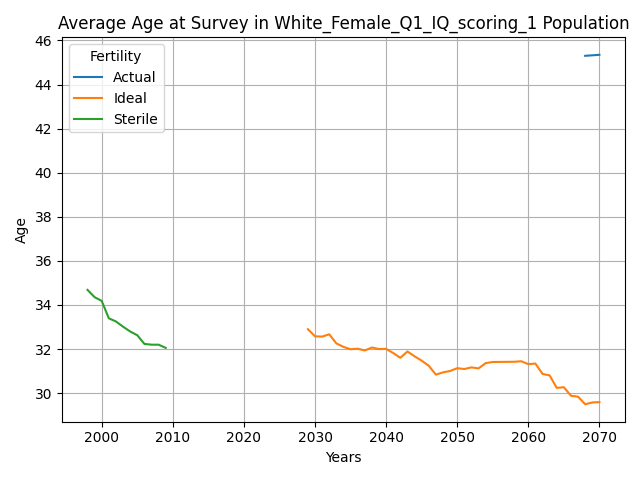 Average Age at Survey in White_Female_Q1_IQ_scoring_1 Population
Fertility
Actual
Ideal
Sterile
Age
46
44
42
40
38
36
34
32
30
2000 2010 2020 2030 2040 2050 2060 2070
Years